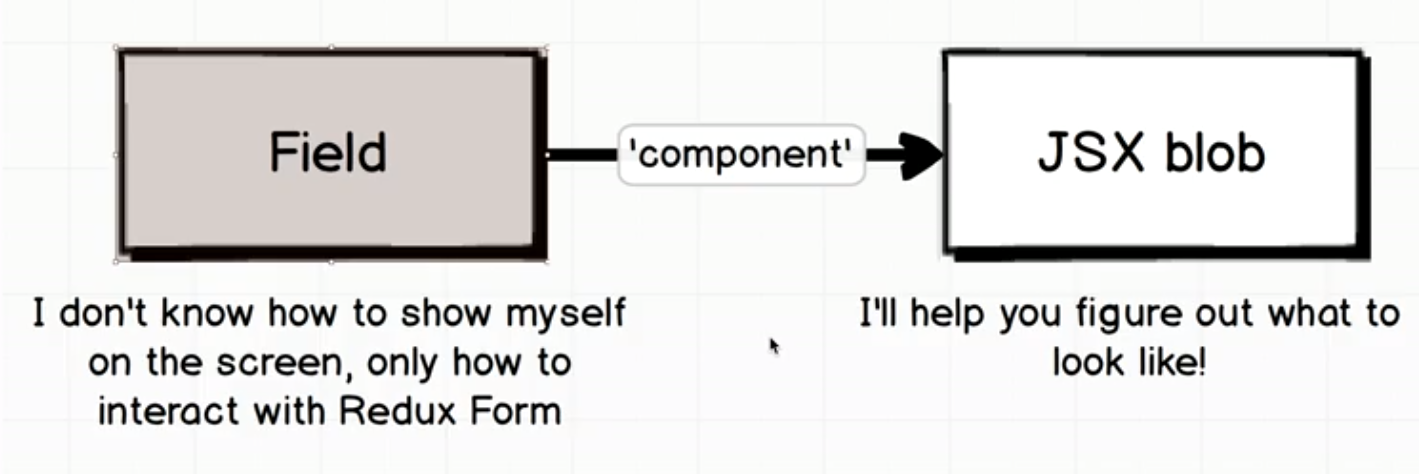 Field
'component'
JSX blob
I don't know how to show myself
on the screen, only how to
interact with Redux Form
I'll help you figure out what to
look like!